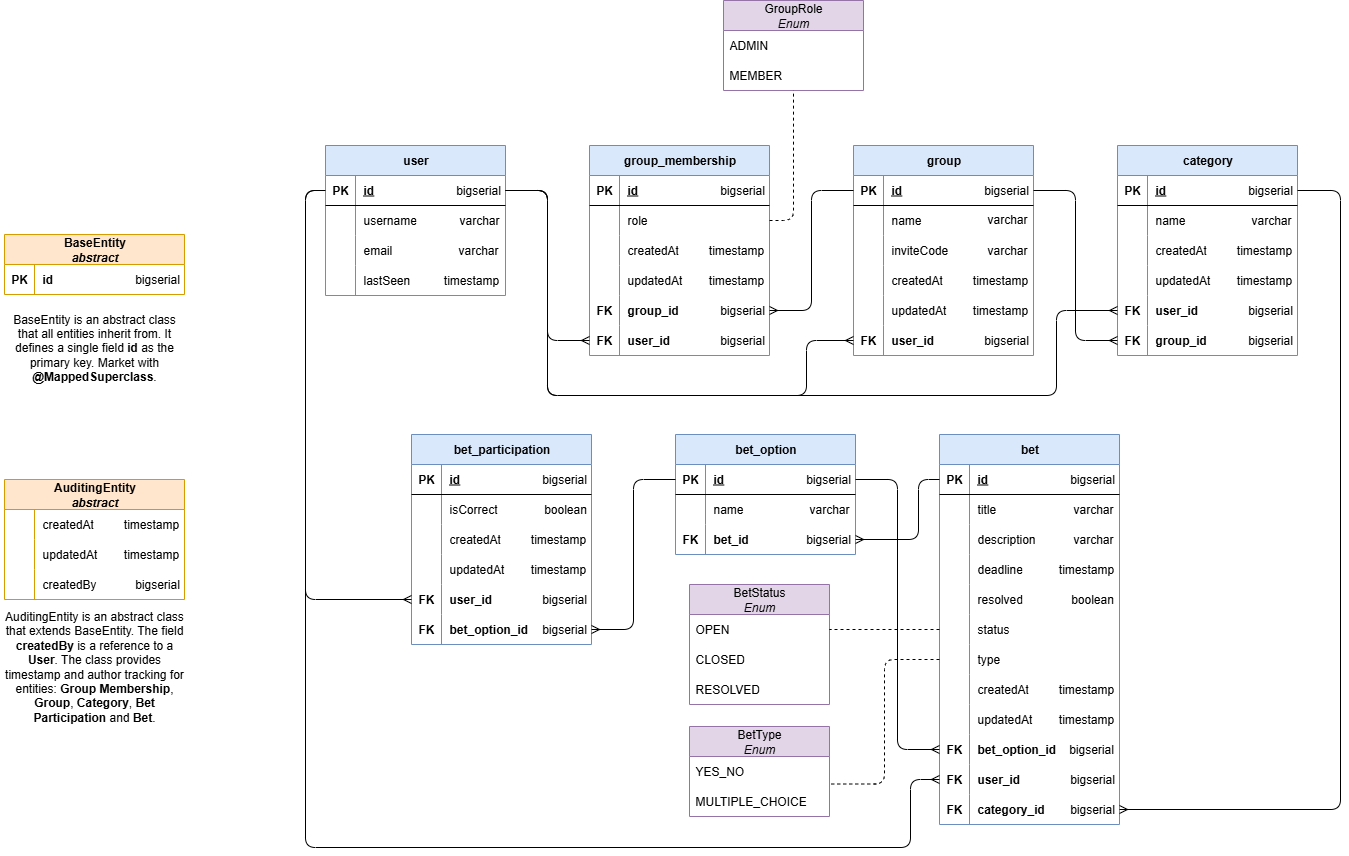 GroupRole
Enum
ADMIN
MEMBER
user
PK id bigserial
username varchar
email varchar
lastSeen timestamp
group_membership
PK id bigserial
role
createdAt timestamp
updatedAt timestamp
FK group_id bigserial
FK user_id bigserial
group
PK id bigserial
name varchar
inviteCode varchar
createdAt timestamp
updatedAt timestamp
FK user_id bigserial
category
PK id bigserial
name varchar
createdAt timestamp
updatedAt timestamp
FK user_id bigserial
FK group_id bigserial
BaseEntity
abstract
PK id bigserial
BaseEntity is an abstract class
that all entities inherit from. It
defines a single field id as the
primary key. Market with
@MappedSuperclass.
AuditingEntity
abstract
createdAt timestamp
updatedAt timestamp
createdBy bigserial
AuditingEntity is an abstract class
that extends BaseEntity. The field
createdBy is a reference to a
User. The class provides
timestamp and author tracking for
entities: Group Membership,
Group, Category, Bet
Participation and Bet.
bet_participation
PK id bigserial
isCorrect boolean
createdAt timestamp
updatedAt timestamp
FK user_id bigserial
FK bet_option_id bigserial
bet_option
PK id bigserial
name varchar
FK bet_id bigserial
BetStatus
Enum
OPEN
CLOSED
RESOLVED
BetType
Enum
YES_NO
MULTIPLE_CHOICE
bet
PK id bigserial
title varchar
description varchar
deadline timestamp
resolved boolean
status
type
createdAt timestamp
updatedAt timestamp
FK bet_option_id bigserial
FK user_id bigserial
FK category_id bigserial